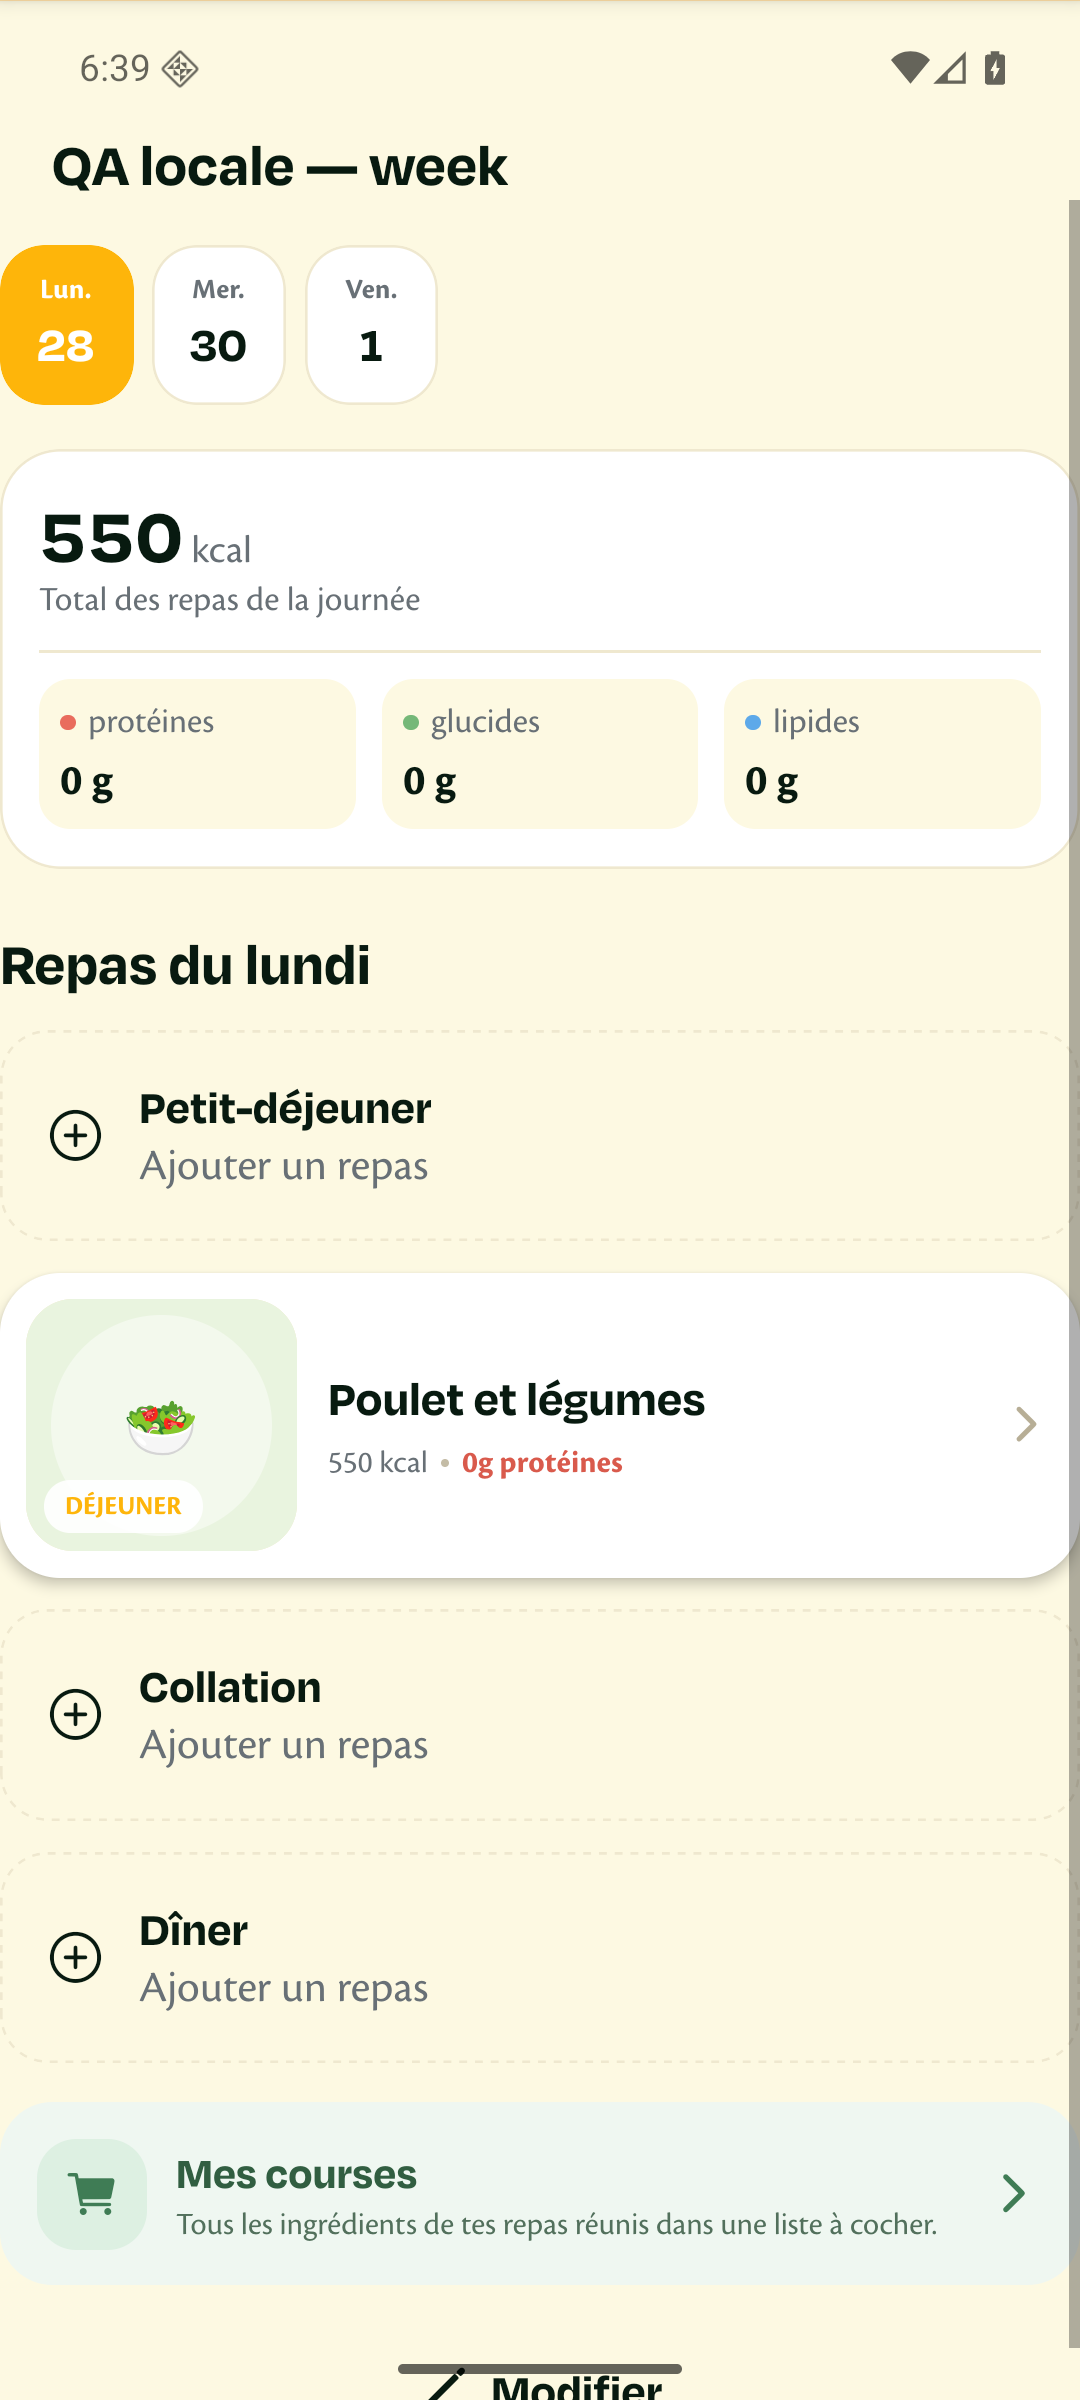 6:39
QA locale — week
Lun.
28
Mer.
30
Ven.
1
550 kcal
Total des repas de la journée
protéines
0 g
glucides
0 g
lipides
0 g
Repas du lundi
Petit-déjeuner
Ajouter un repas
Poulet et légumes
550 kcal • 0g protéines
DÉJEUNER
Collation
Ajouter un repas
Dîner
Ajouter un repas
Mes courses
Tous les ingrédients de tes repas réunis dans une liste à cocher.
Modifier